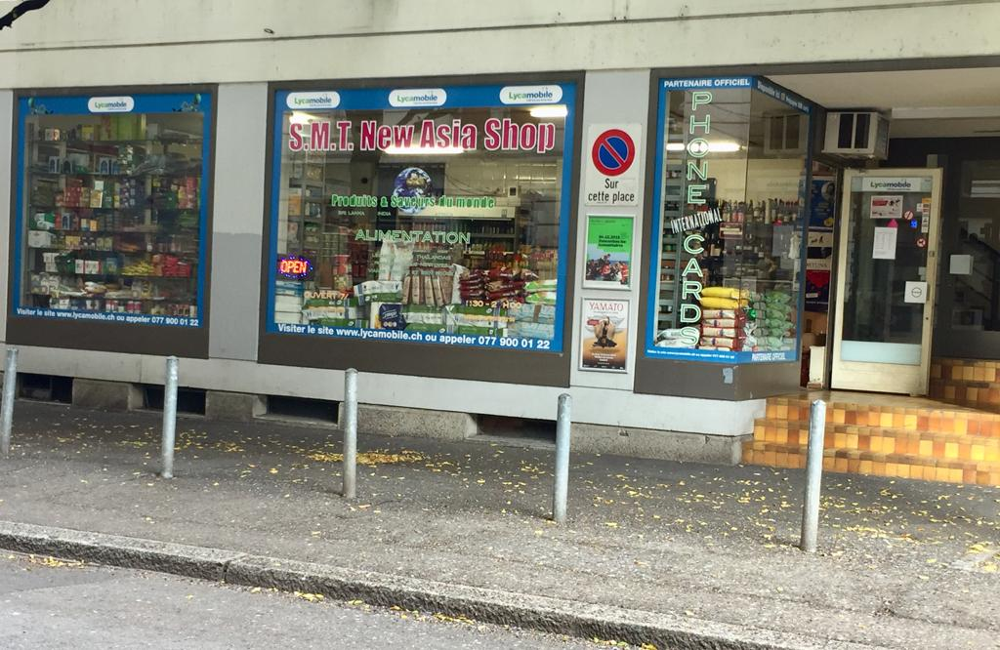 Lycamobile
Visiter le site www.lycamobile.ch ou appeler 077 900 01 22
Lycamobile
Lycamobile
Lycamobile
S.M.T. New Asia Shop
Produits & Saveurs du monde
SRI LANKA
INDIA
ALIMENTATION
THAILANDAIS
OPEN
OUVERT 7/
Visiter le site www.lycamobile.ch ou appeler 077 900 01 22
Sur
cette place
YAMATO
PARTENAIRE OFFICIEL
PHONE
INTERNATIONAL
CARDS
PARTENAIRE OFFICIEL
Lycamobile